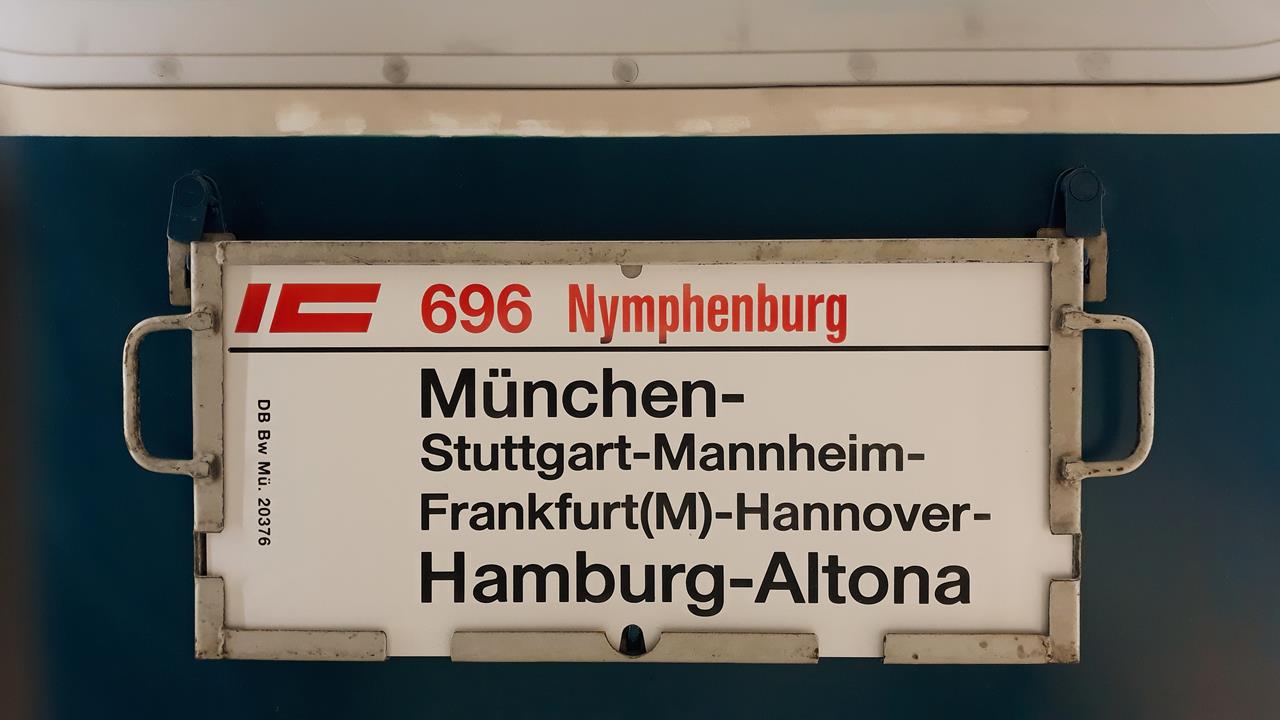 IC 696 Nymphenburg
München-
Stuttgart-Mannheim-
Frankfurt(M)-Hannover-
Hamburg-Altona
DB Bw Mü. 20376